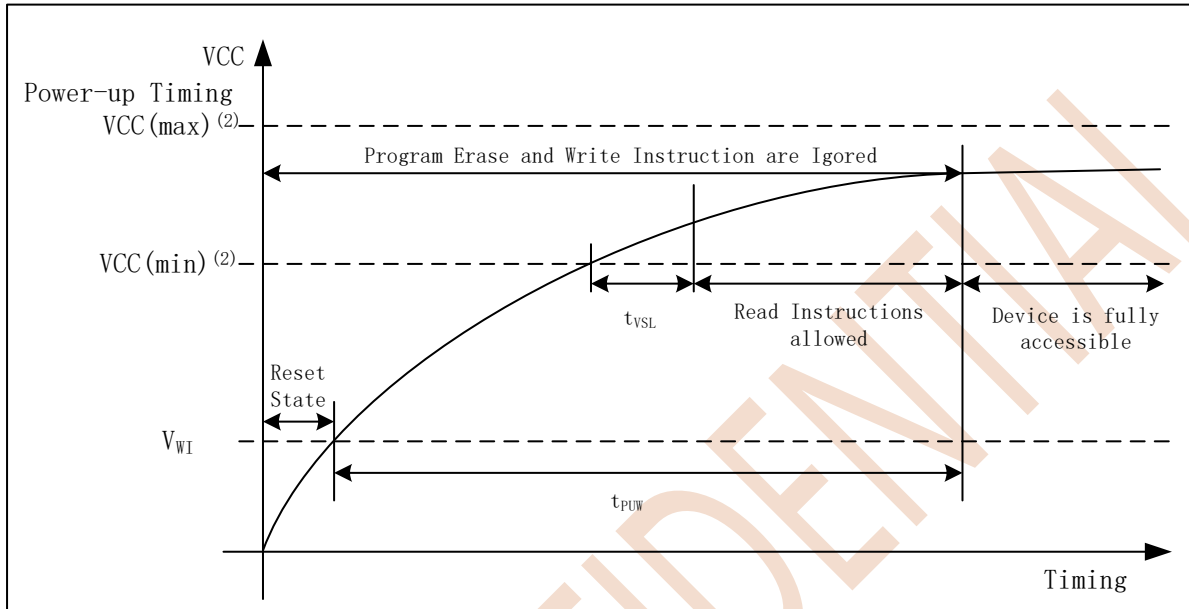 VCC
Power-up Timing
VCC(max)(2)
Program Erase and Write Instruction are Igored
VCC(min)(2)
tVSL
Read Instructions
allowed
Device is fully
accessible
Reset
State
VWI
tPUW
Timing